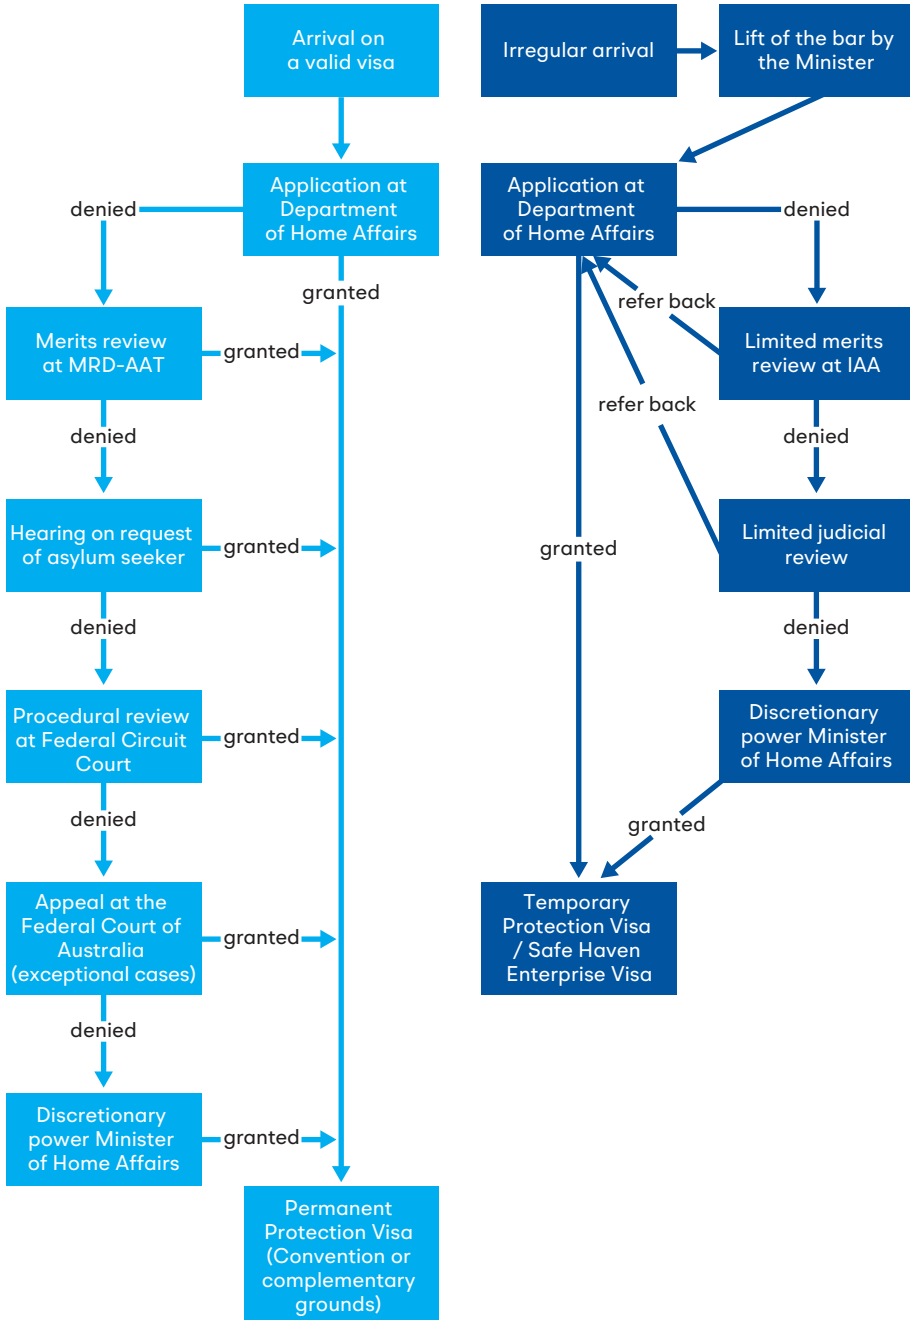 Arrival on
a valid visa
Application at
Department
of Home Affairs
denied
granted
Merits review
at MRD-AAT
granted
denied
Hearing on request
of asylum seeker
granted
denied
Procedural review
at Federal Circuit
Court
granted
denied
Appeal at the
Federal Court of
Australia
(exceptional cases)
granted
denied
Discretionary
power Minister
of Home Affairs
granted
Permanent
Protection Visa
(Convention or
complementary
grounds)
Irregular arrival
Lift of the bar by
the Minister
Application at
Department
of Home Affairs
denied
refer back
Limited merits
review at IAA
refer back
denied
Limited judicial
review
granted
denied
Discretionary
power Minister
of Home Affairs
granted
Temporary
Protection Visa
/ Safe Haven
Enterprise Visa